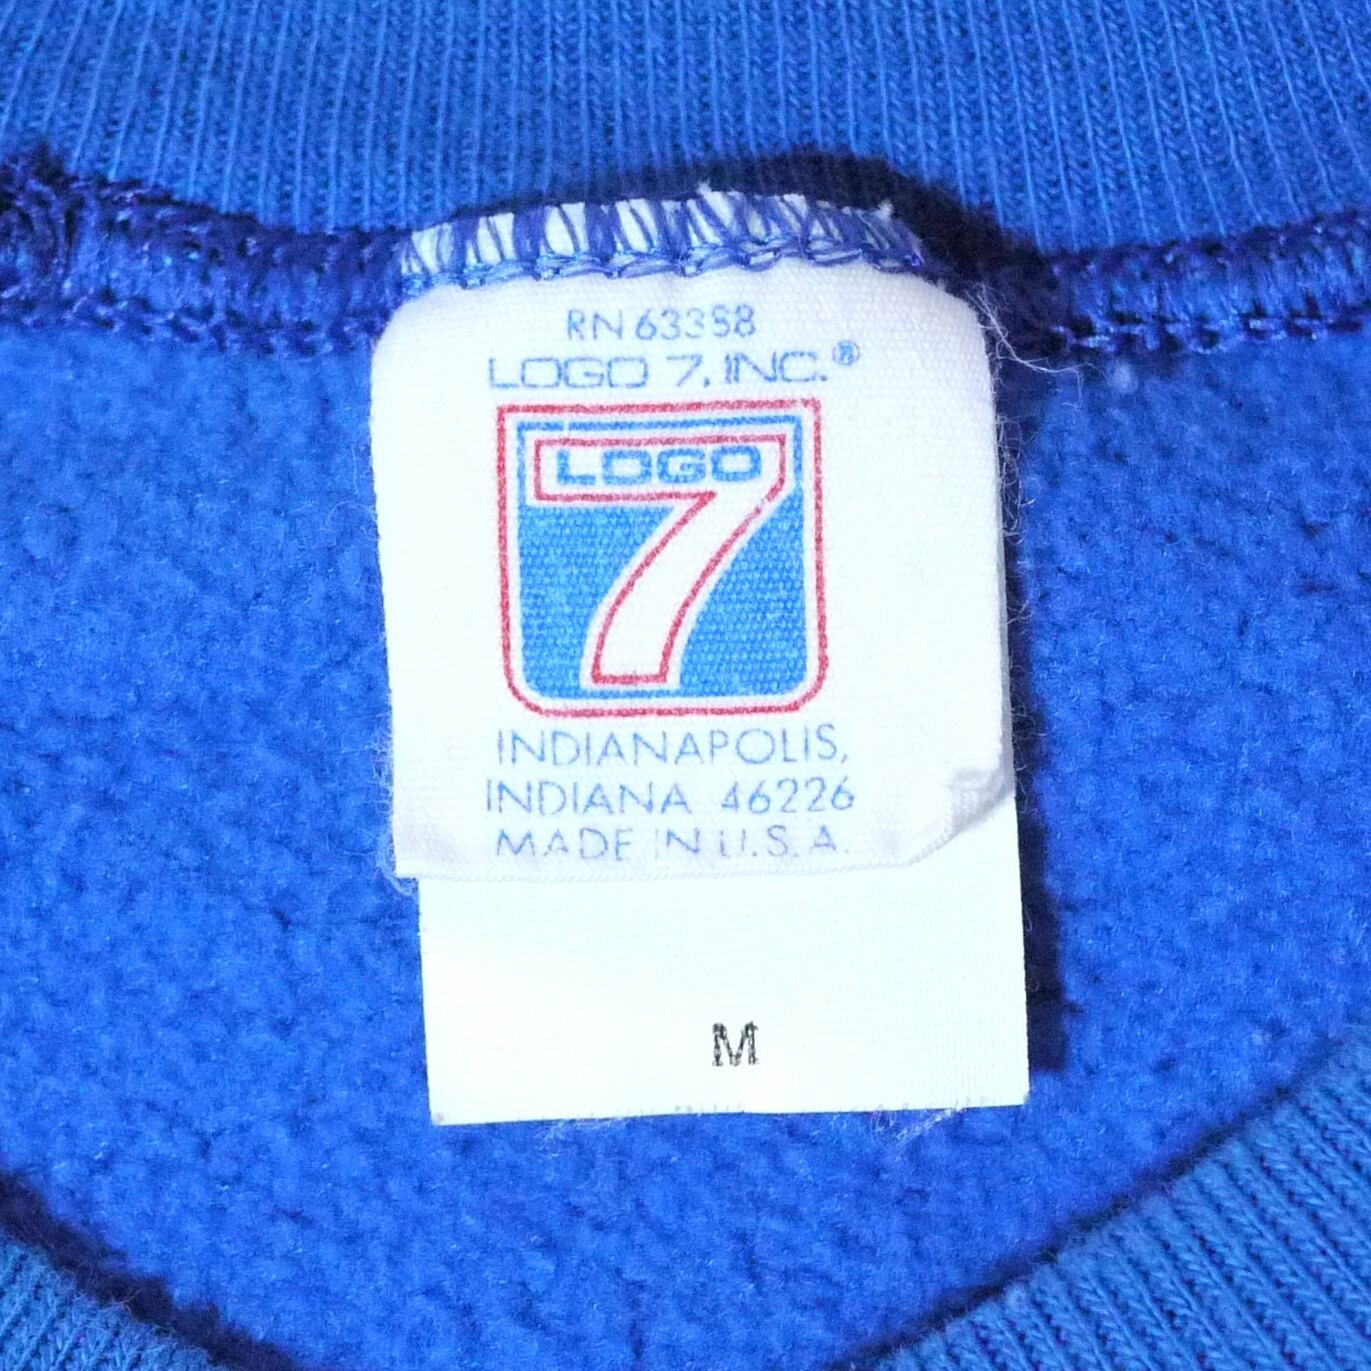 RN 63358
LOGO 7, INC.®
LOGO
7
INDIANAPOLIS,
INDIANA 46226
MADE IN U.S.A.
M